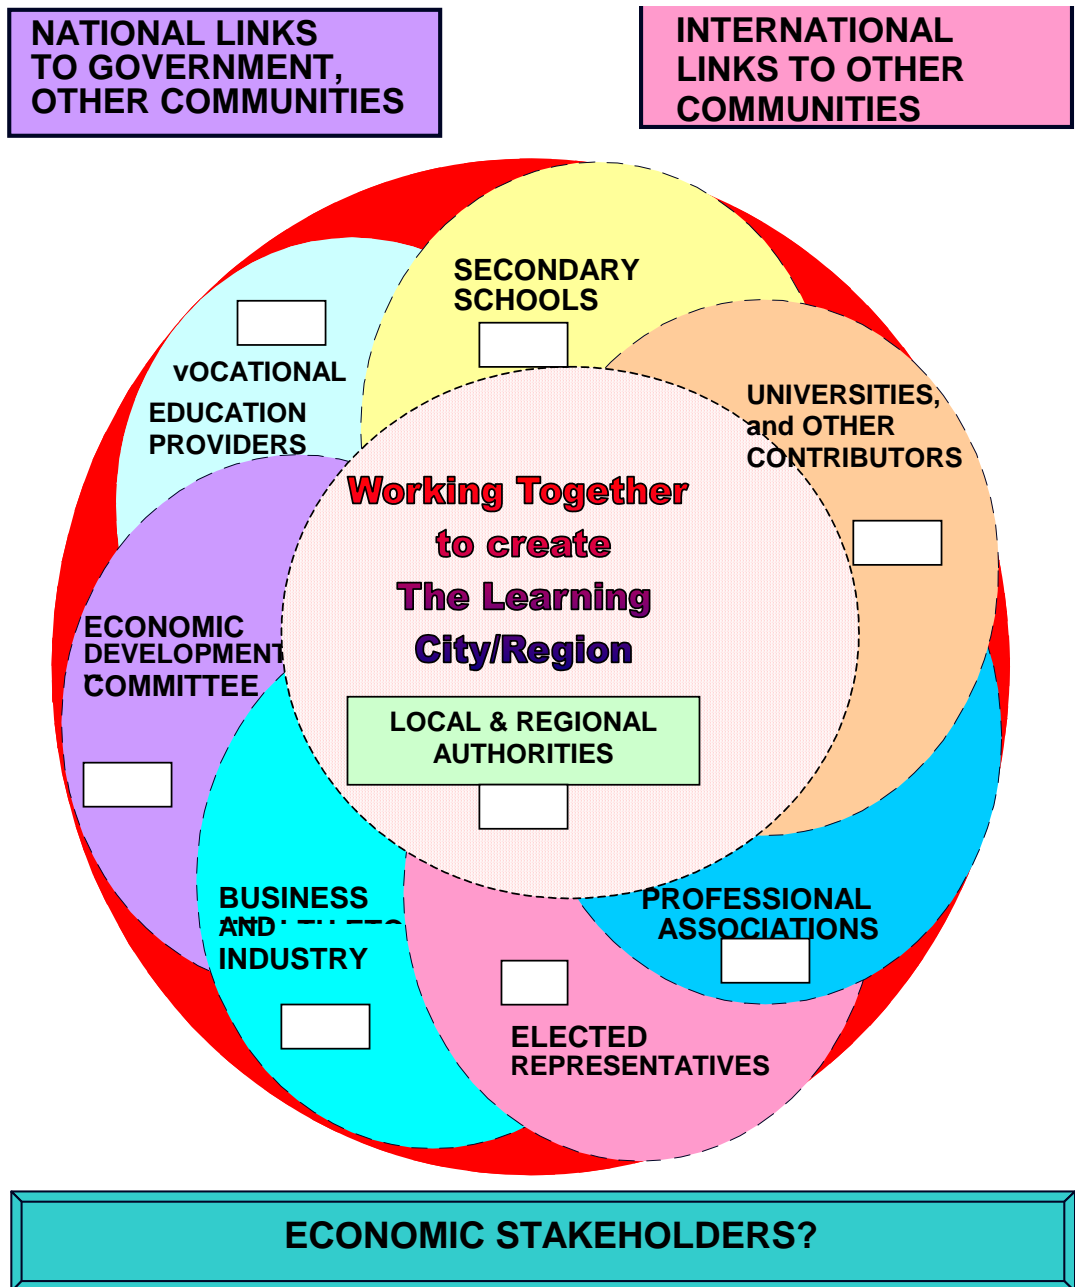 NATIONAL LINKS
TO GOVERNMENT,
OTHER COMMUNITIES
INTERNATIONAL
LINKS TO OTHER
COMMUNITIES
SECONDARY
SCHOOLS
vOCATIONAL
EDUCATION
PROVIDERS
UNIVERSITIES,
and OTHER
CONTRIBUTORS
Working Together
to create
The Learning
City/Region
ECONOMIC
DEVELOPMENT
COMMITTEE
LOCAL & REGIONAL
AUTHORITIES
BUSINESS
AND
INDUSTRY
PROFESSIONAL
ASSOCIATIONS
ELECTED
REPRESENTATIVES
ECONOMIC STAKEHOLDERS?